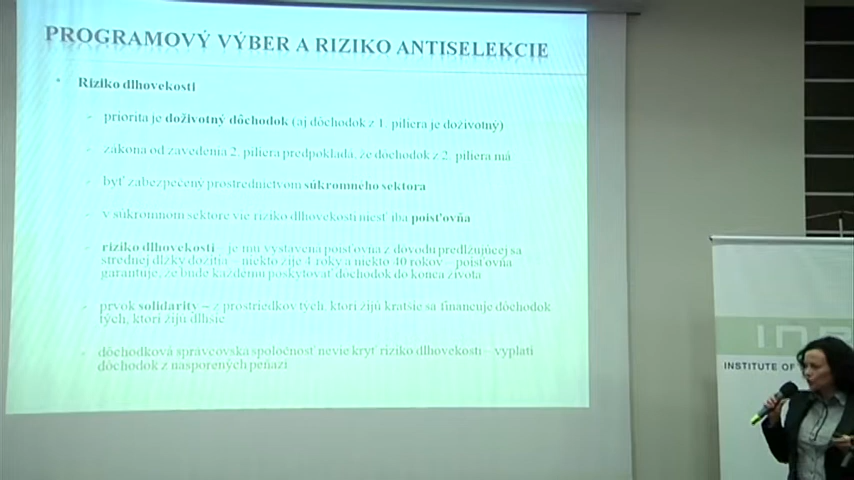 PROGRAMOVÝ VÝBER A RIZIKO ANTISELEKCIE
Riziko dlhovekosti
priorita je doživotný dôchodok (aj dôchodok z 1. piliera je doživotný)
zákona od zavedenia 2. piliera predpokladá, že dôchodok z 2. piliera má
byť zabezpečený prostredníctvom súkromného sektora
v súkromnom sektore vie riziko dlhovekosti niesť iba poisťovňa
riziko dlhovekosti – je mu vystavená poisťovňa z dôvodu predlžujúcej sa
strednej dĺžky dožitia – niekto žije 4 roky a niekto 40 rokov – poisťovňa
garantuje, že bude každému poskytovať dôchodok do konca života
prvok solidarity – z prostriedkov tých, ktorí žijú kratšie sa financuje dôchodok
tých, ktorí žijú dlhšie
dôchodková správcovská spoločnosť nevie kryť riziko dlhovekosti – vyplatí
dôchodok z nasporených peňazí
INE
INSTITUTE OF